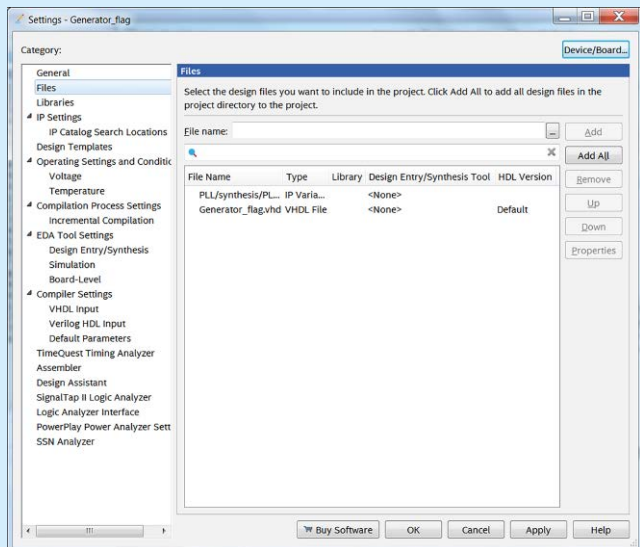 Settings - Generator_flag
Category:
Device/Board...
General
Files
Libraries
IP Settings
IP Catalog Search Locations
Design Templates
Operating Settings and Conditic
Voltage
Temperature
Compilation Process Settings
Incremental Compilation
EDA Tool Settings
Design Entry/Synthesis
Simulation
Board-Level
Compiler Settings
VHDL Input
Verilog HDL Input
Default Parameters
TimeQuest Timing Analyzer
Assembler
Design Assistant
SignalTap II Logic Analyzer
Logic Analyzer Interface
PowerPlay Power Analyzer Sett
SSN Analyzer
Files
Select the design files you want to include in the project. Click Add All to add all design files in the
project directory to the project.
File name:
...
Add
Add All
File Name Type Library Design Entry/Synthesis Tool HDL Version
PLL/synthesis/PL... IP Varia... <None>
Generator_flag.vhd VHDL File <None> Default
Remove
Up
Down
Properties
Buy Software
OK
Cancel
Apply
Help